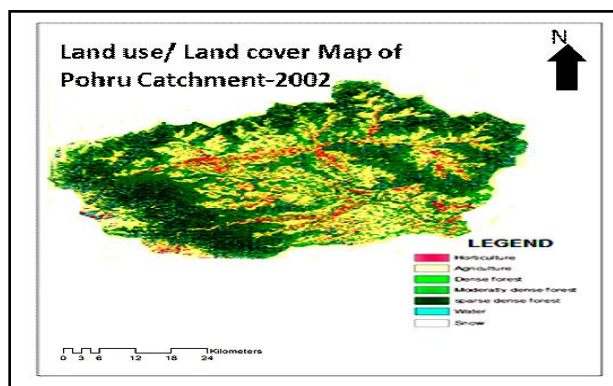 Land use/ Land cover Map of
Pohru Catchment-2002
N
LEGEND
Horticulture
Agriculture
Dense forest
Moderatly dense forest
sparse dense forest
Water
Snow
0 3 6 12 18 24 Kilometers